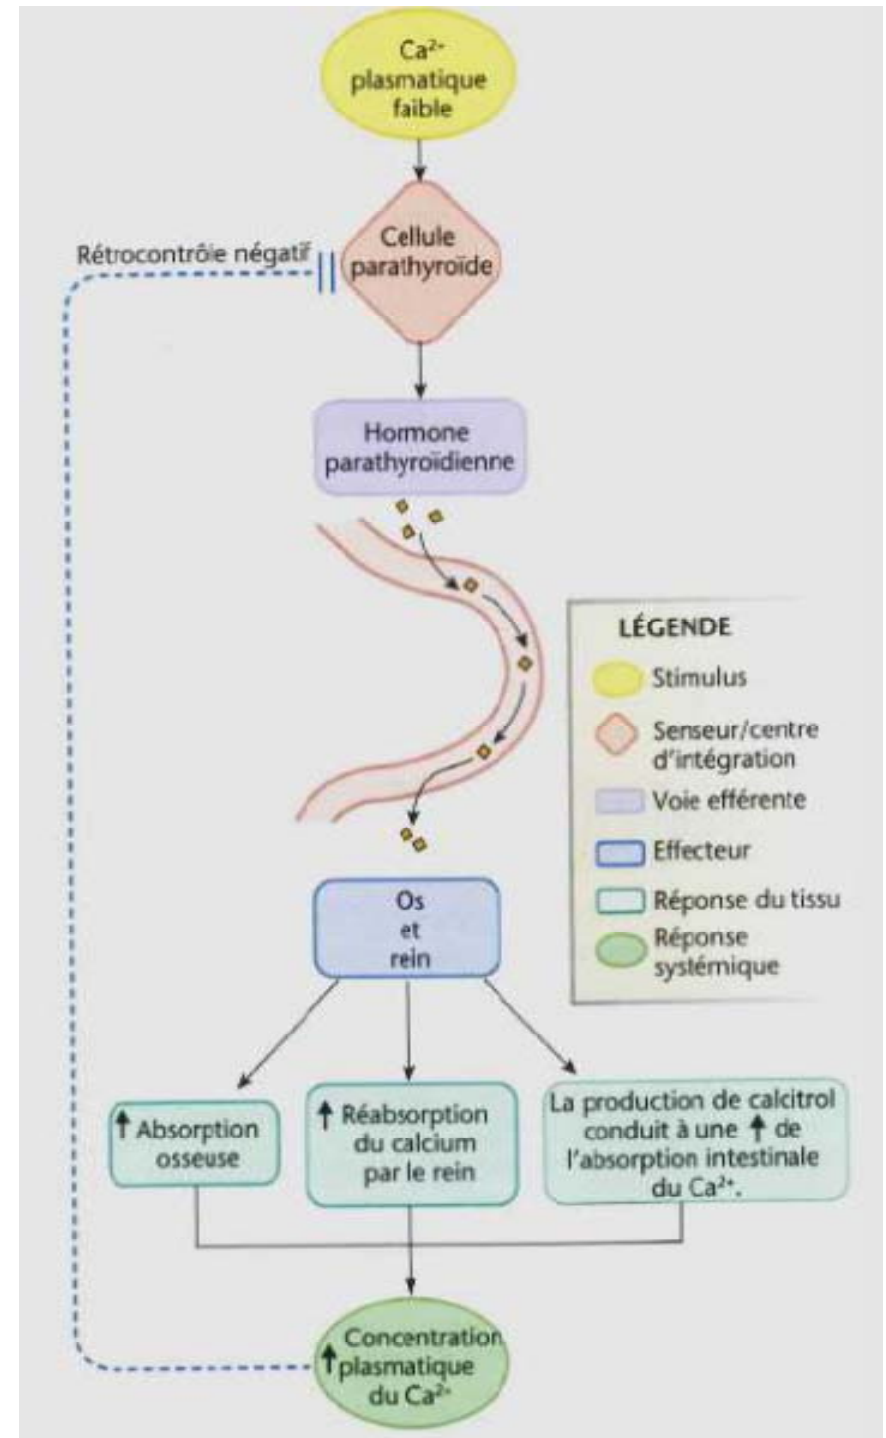 Ca²⁺
plasmatique
faible
Rétrocontrôle négatif
Cellule
parathyroïde
Hormone
parathyroïdienne
LÉGENDE
Stimulus
Senseur/centre
d'intégration
Voie efférente
Effecteur
Réponse du tissu
Réponse
systémique
Os
et
rein
↑ Absorption
osseuse
↑ Réabsorption
du calcium
par le rein
La production de calcitrol
conduit à une ↑ de
l'absorption intestinale
du Ca²⁺.
↑ Concentration
plasmatique
du Ca²⁺